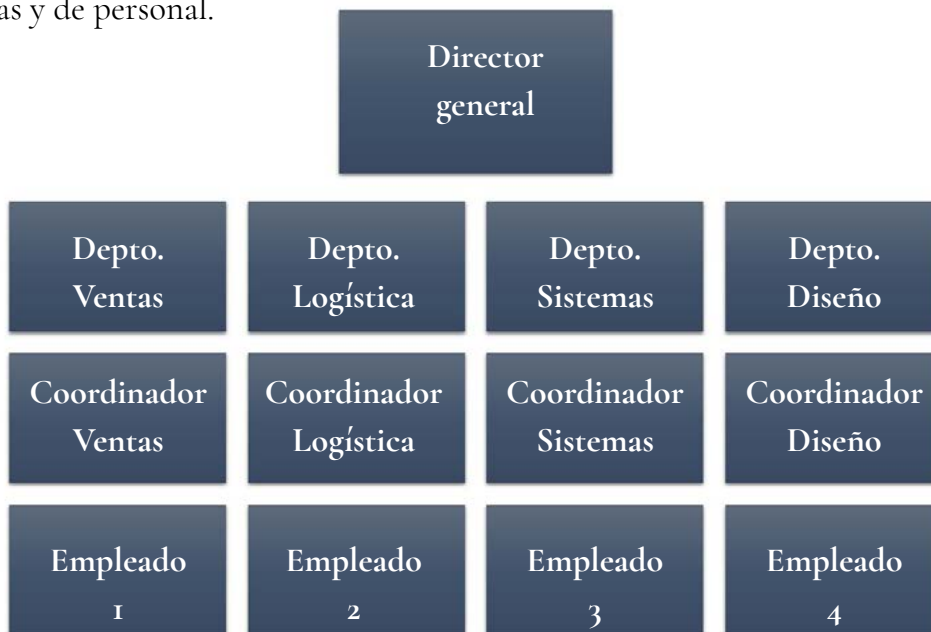 as y de personal.
Director
general
Depto.
Ventas
Depto.
Logística
Depto.
Sistemas
Depto.
Diseño
Coordinador
Ventas
Coordinador
Logística
Coordinador
Sistemas
Coordinador
Diseño
Empleado
1
Empleado
2
Empleado
3
Empleado
4